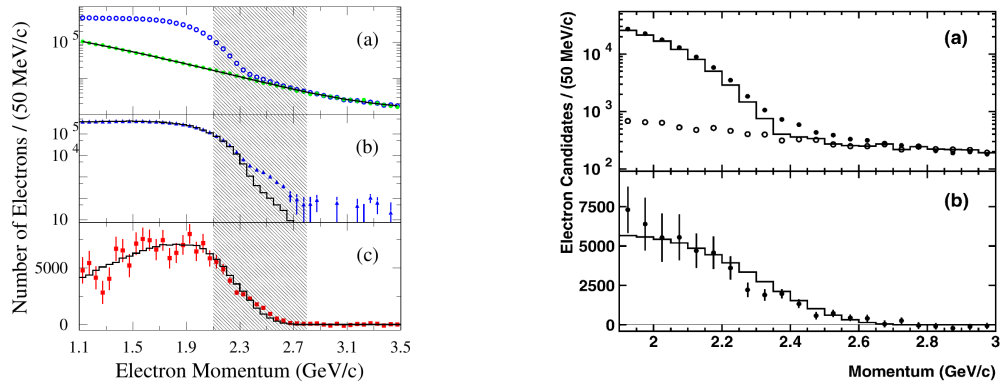 Number of Electrons / (50 MeV/c)
10^5
(a)
10^5
10^4
10
(b)
5000
0
(c)
1.1 1.5 1.9 2.3 2.7 3.1 3.5
Electron Momentum (GeV/c)
Electron Candidates / (50 MeV/c)
10^4
10^3
10^2
(a)
7500
5000
2500
0
(b)
2 2.2 2.4 2.6 2.8 3
Momentum (GeV/c)